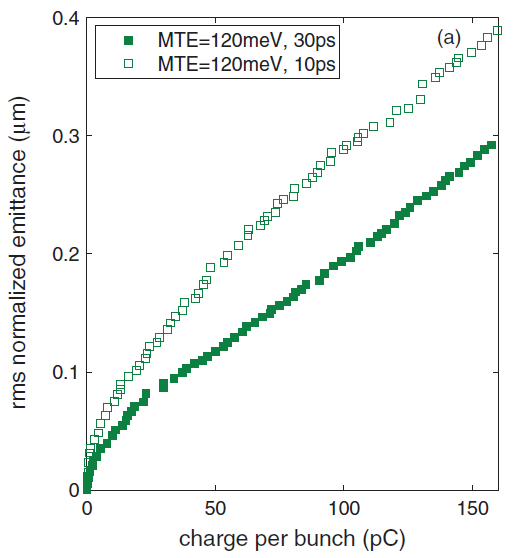 0.4
MTE=120meV, 30ps
MTE=120meV, 10ps
(a)
0.3
0.2
0.1
0
rms normalized emittance (μm)
0 50 100 150
charge per bunch (pC)